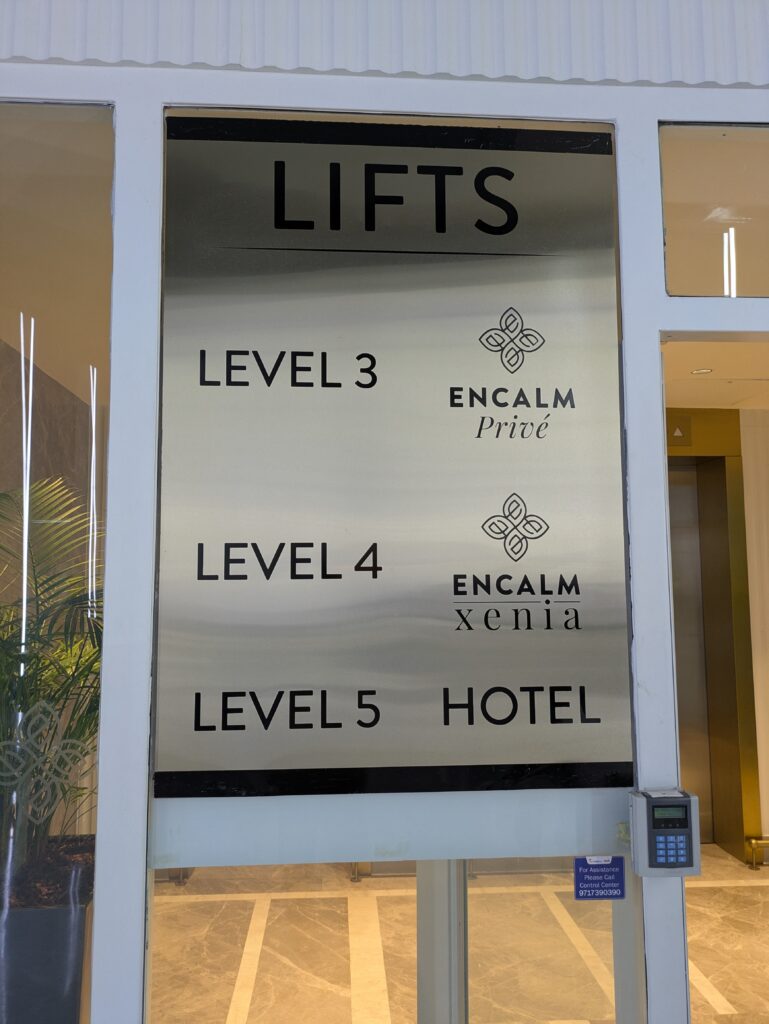 LIFTS
LEVEL 3
ENCALM
Privé
LEVEL 4
ENCALM
xenia
LEVEL 5 HOTEL
For Assistance
Please Call
Control Center
9717390390